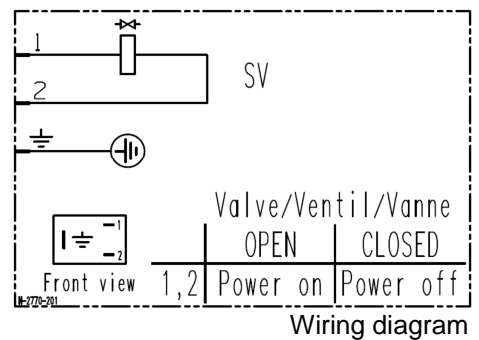 1
SV
2
1
2
Front view
Valve/Ventil/Vanne
OPEN CLOSED
1,2 Power on Power off
M-2770-201
Wiring diagram